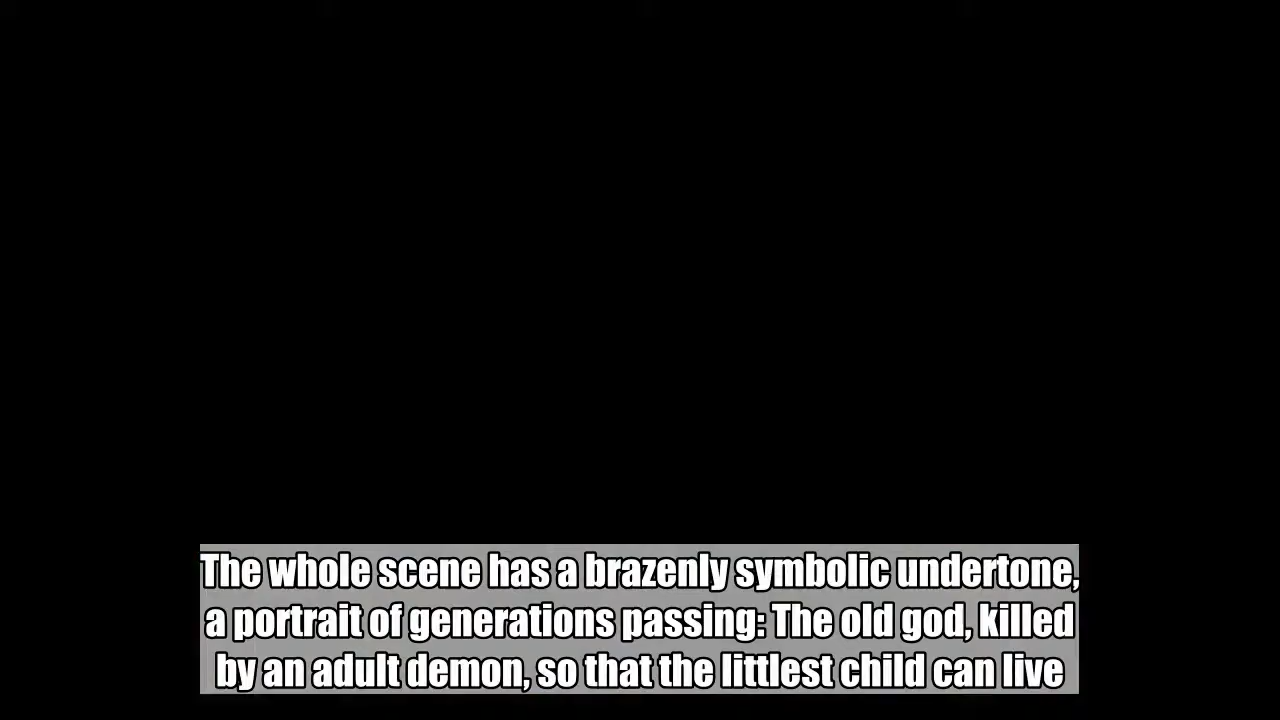 The whole scene has a brazenly symbolic undertone,
a portrait of generations passing: The old god, killed
by an adult demon, so that the littlest child can live